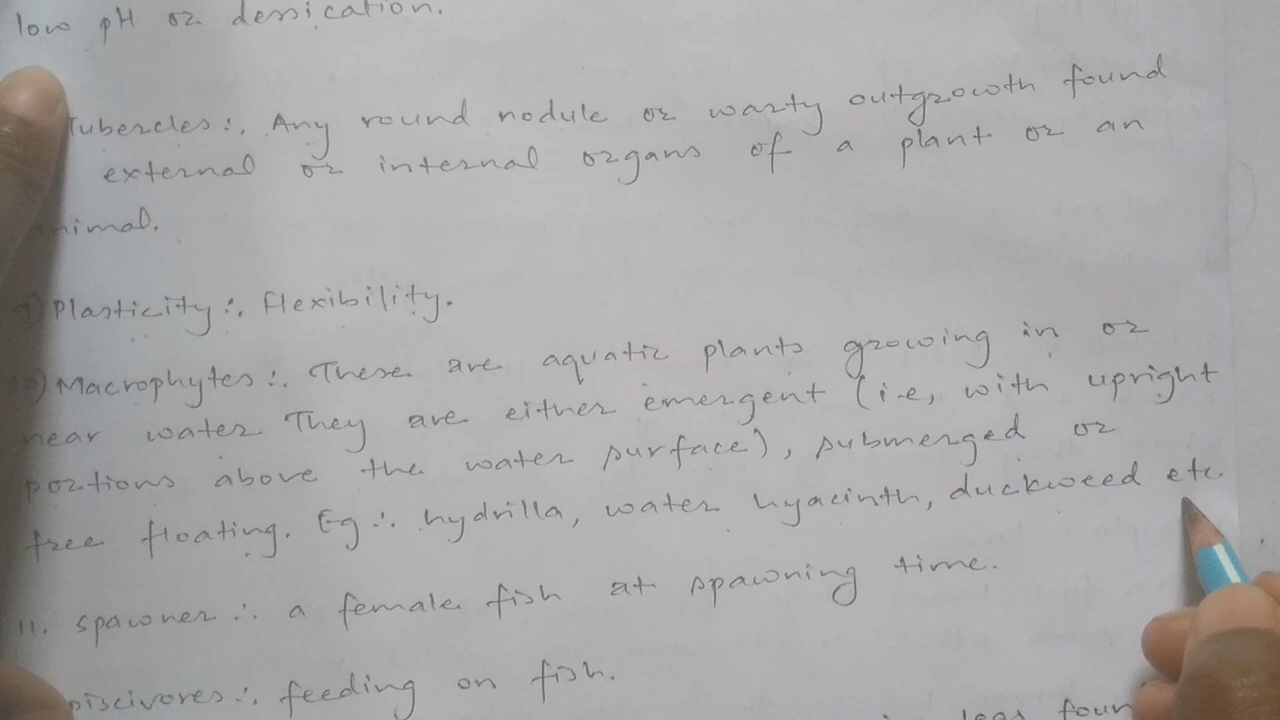 low pH or dessication.
Tubercles:. Any round nodule or warty outgrowth found
external or internal organs of a plant or an
animal.
9) Plasticity:. flexibility.
10) Macrophytes:. These are aquatic plants growing in or
near water They are either emergent (i.e, with upright
portions above the water surface), submerged or
free floating. Eg:. hydrilla, water hyacinth, duckweed etc.
11. spawner:. a female fish at spawning time.
piscivores:. feeding on fish.